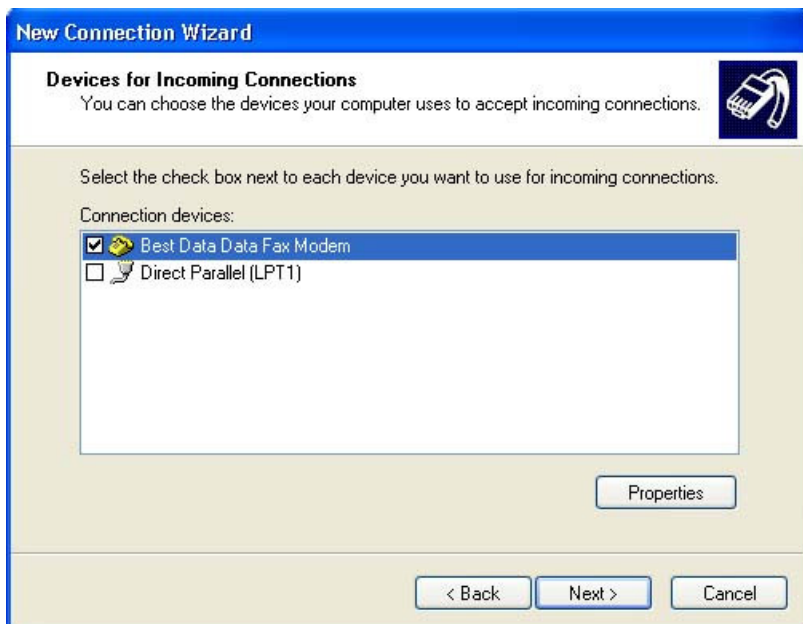 New Connection Wizard
Devices for Incoming Connections
You can choose the devices your computer uses to accept incoming connections.
Select the check box next to each device you want to use for incoming connections.
Connection devices:
Best Data Data Fax Modem
Direct Parallel (LPT1)
Properties
< Back
Next >
Cancel